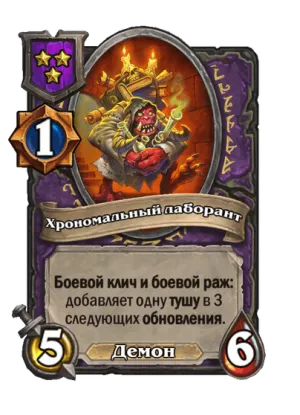 1
Хрономальный лаборант
Боевой клич и боевой раж:
добавляет одну тушу в 3
следующих обновления.
5
Демон
6